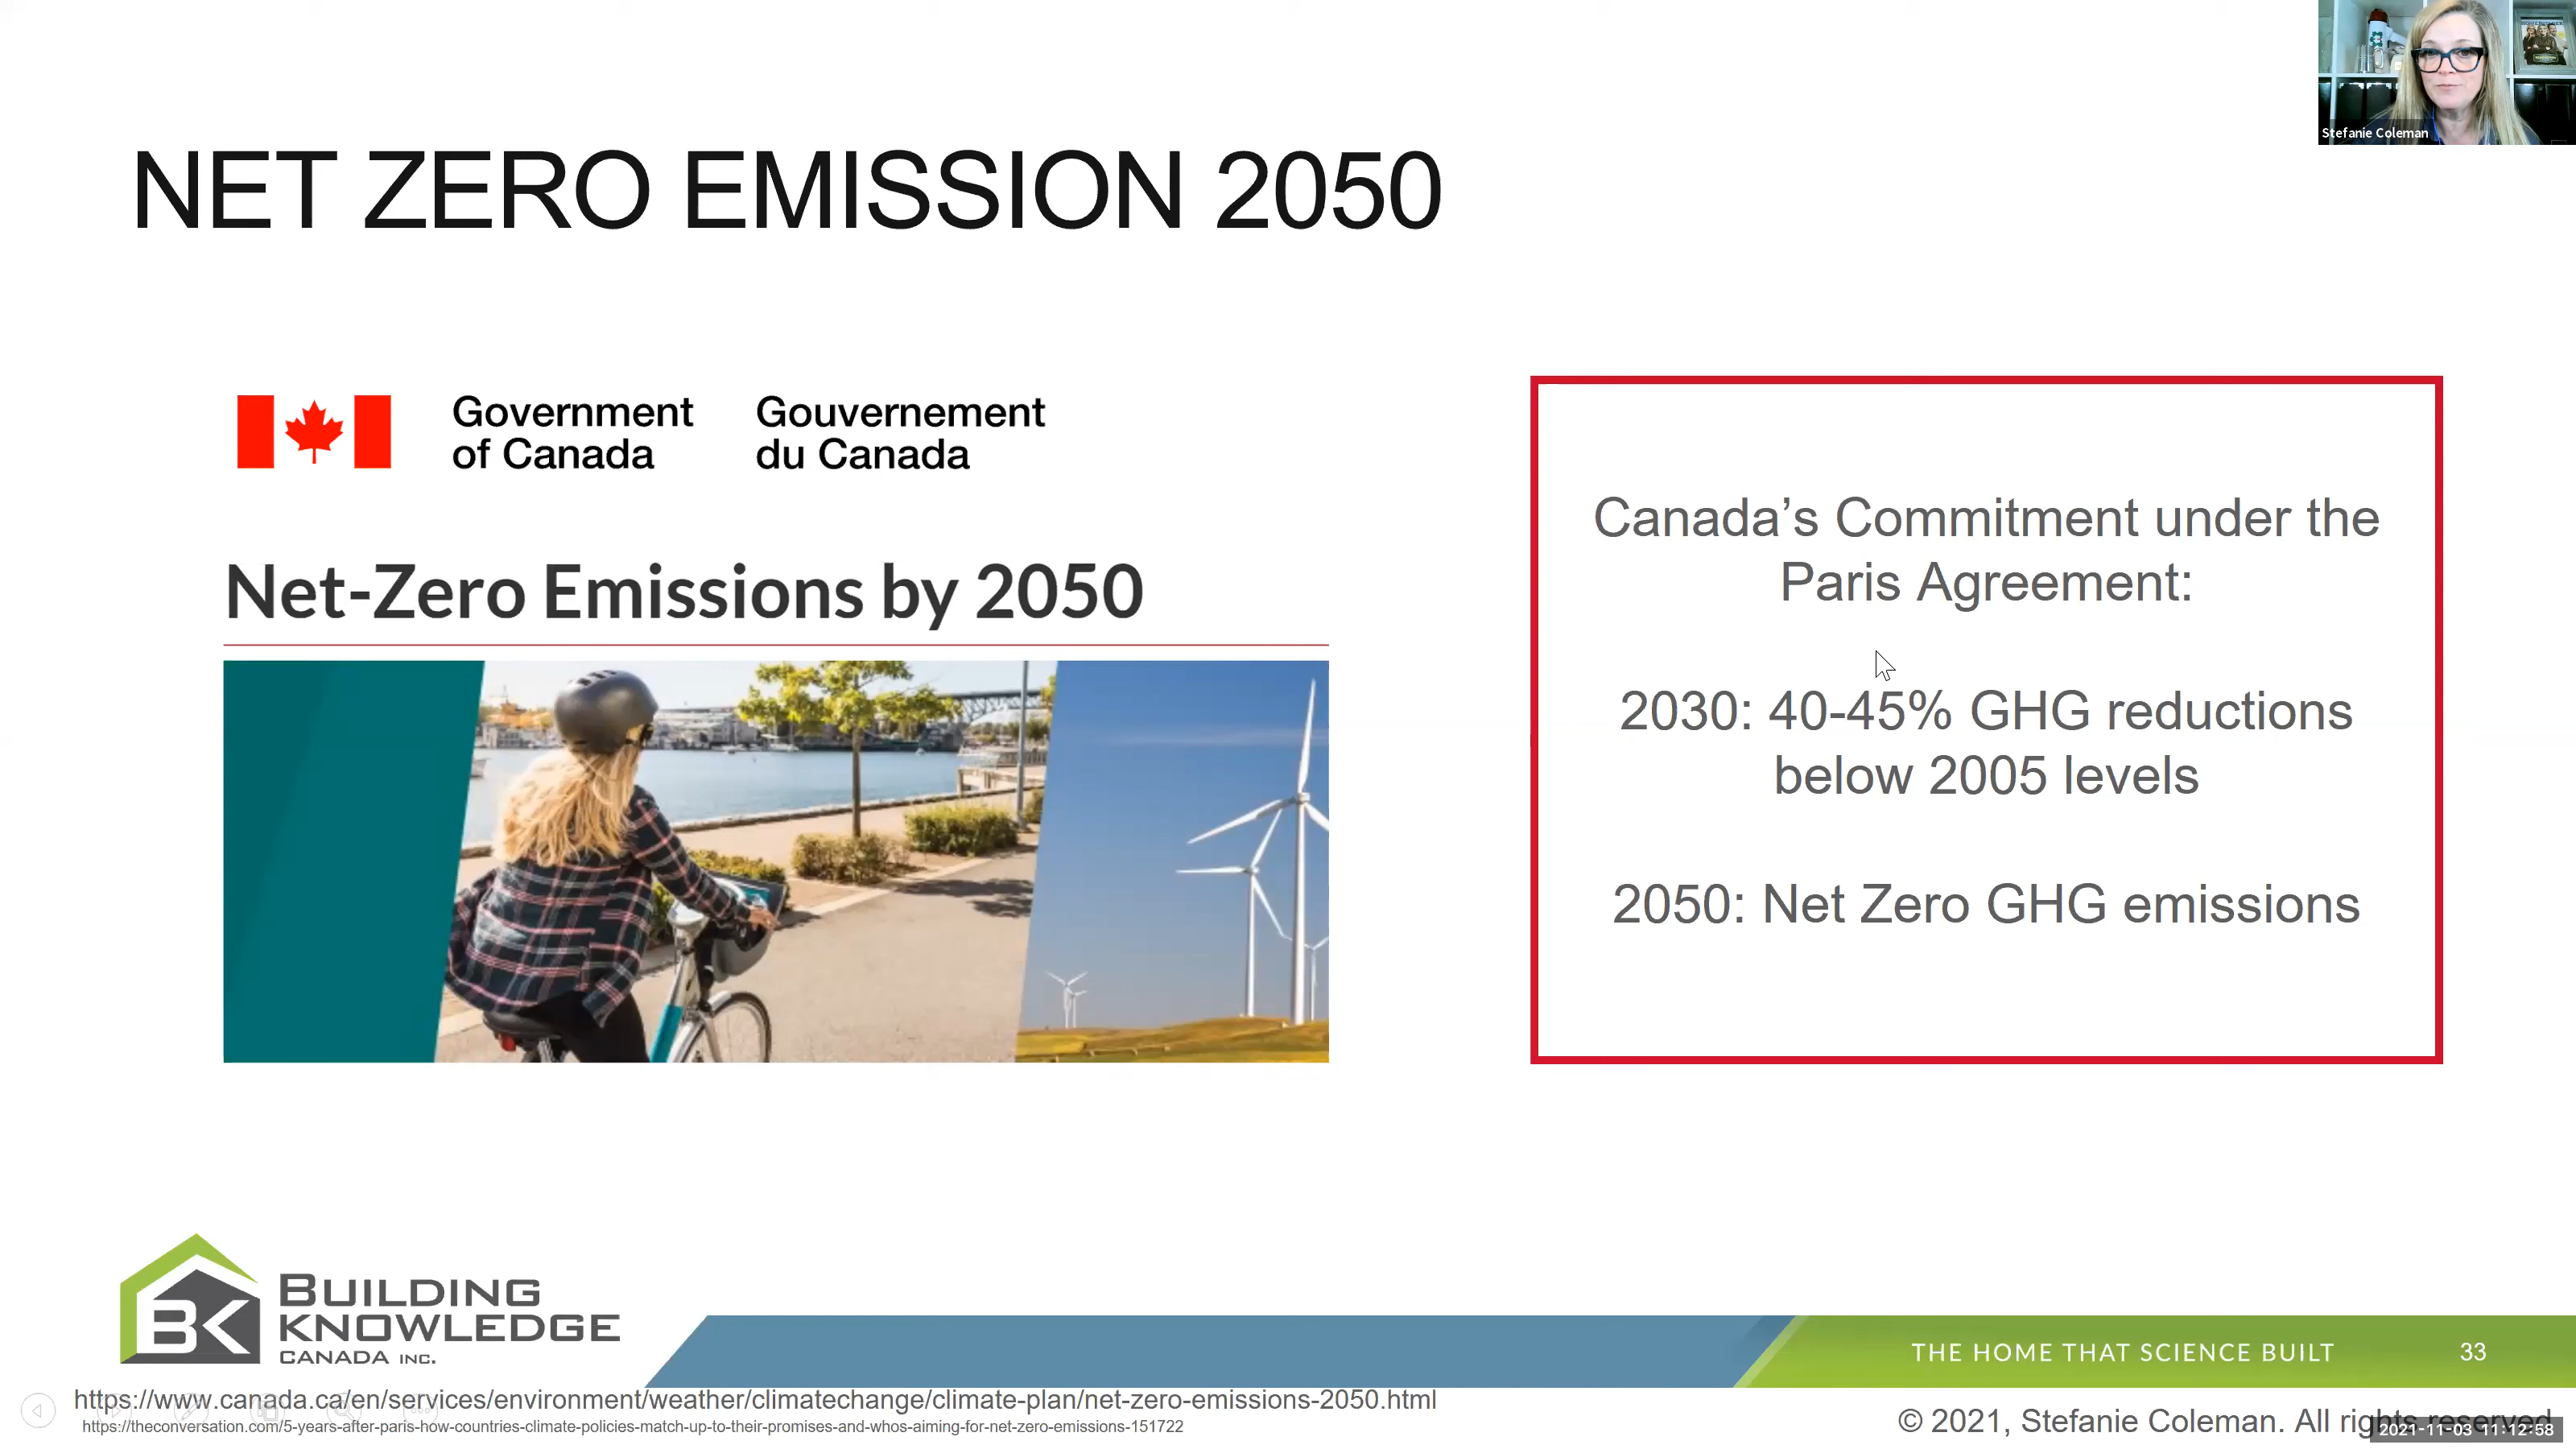 Stefanie Coleman
NET ZERO EMISSION 2050
Government
of Canada
Gouvernement
du Canada
Net-Zero Emissions by 2050
Canada’s Commitment under the
Paris Agreement:
2030: 40-45% GHG reductions
below 2005 levels
2050: Net Zero GHG emissions
BK
BUILDING
KNOWLEDGE
CANADA INC.
THE HOME THAT SCIENCE BUILT
33
https://www.canada.ca/en/services/environment/weather/climatechange/climate-plan/net-zero-emissions-2050.html
https://theconversation.com/5-years-after-paris-how-countries-climate-policies-match-up-to-their-promises-and-whos-aiming-for-net-zero-emissions-151722
© 2021, Stefanie Coleman. All rights reserved
2021-11-03 11:12:58